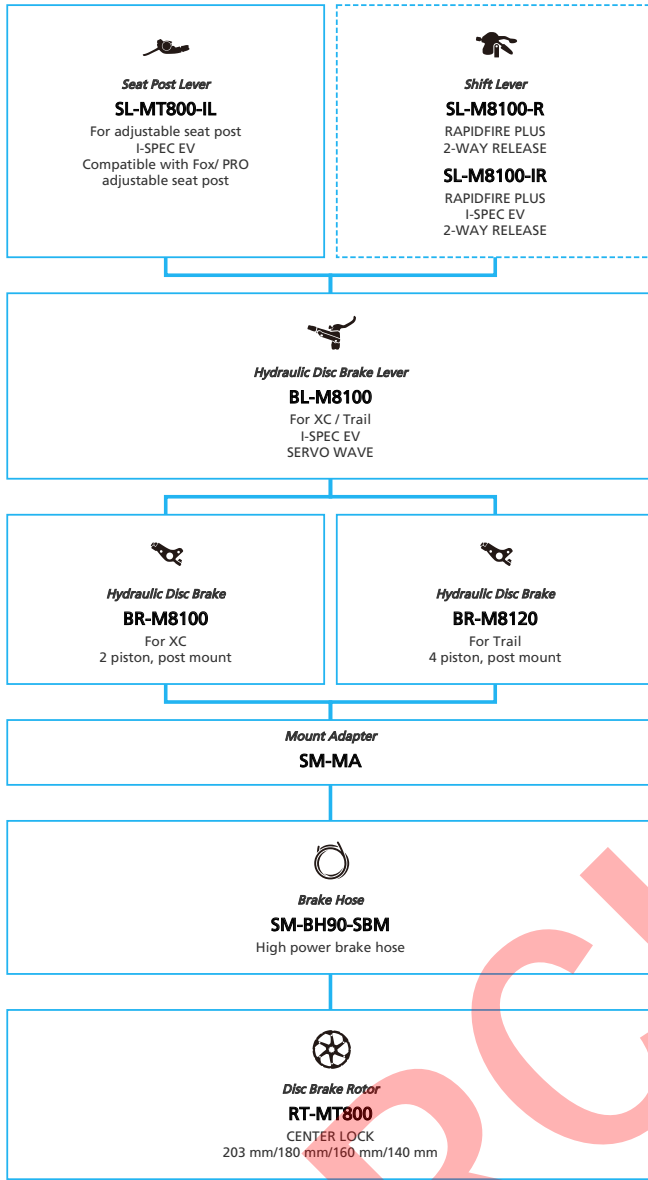 Seat Post Lever
SL-MT800-IL
For adjustable seat post
I-SPEC EV
Compatible with Fox/ PRO
adjustable seat post
Shift Lever
SL-M8100-R
RAPIDFIRE PLUS
2-WAY RELEASE
SL-M8100-IR
RAPIDFIRE PLUS
I-SPEC EV
2-WAY RELEASE
Hydraulic Disc Brake Lever
BL-M8100
For XC / Trail
I-SPEC EV
SERVO WAVE
Hydraulic Disc Brake
BR-M8100
For XC
2 piston, post mount
Hydraulic Disc Brake
BR-M8120
For Trail
4 piston, post mount
Mount Adapter
SM-MA
Brake Hose
SM-BH90-SBM
High power brake hose
Disc Brake Rotor
RT-MT800
CENTER LOCK
203 mm/180 mm/160 mm/140 mm